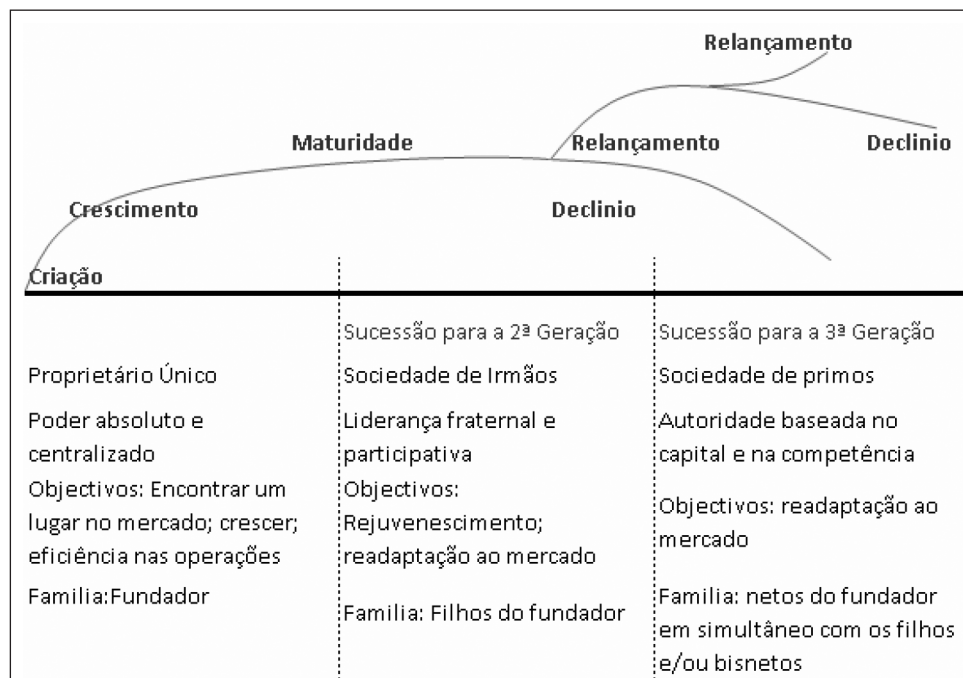 Relançamento
Maturidade
Relançamento
Declinio
Crescimento
Declinio
Criação
Sucessão para a 2ª Geração
Sucessão para a 3ª Geração
Proprietário Único
Sociedade de Irmãos
Sociedade de primos
Poder absoluto e
centralizado
Liderança fraternal e
participativa
Autoridade baseada no
capital e na competência
Objectivos: Encontrar um
lugar no mercado; crescer;
eficiência nas operações
Objectivos:
Rejuvenescimento;
readaptação ao mercado
Objectivos: readaptação ao
mercado
Familia:Fundador
Familia: Filhos do fundador
Familia: netos do fundador
em simultâneo com os filhos
e/ou bisnetos